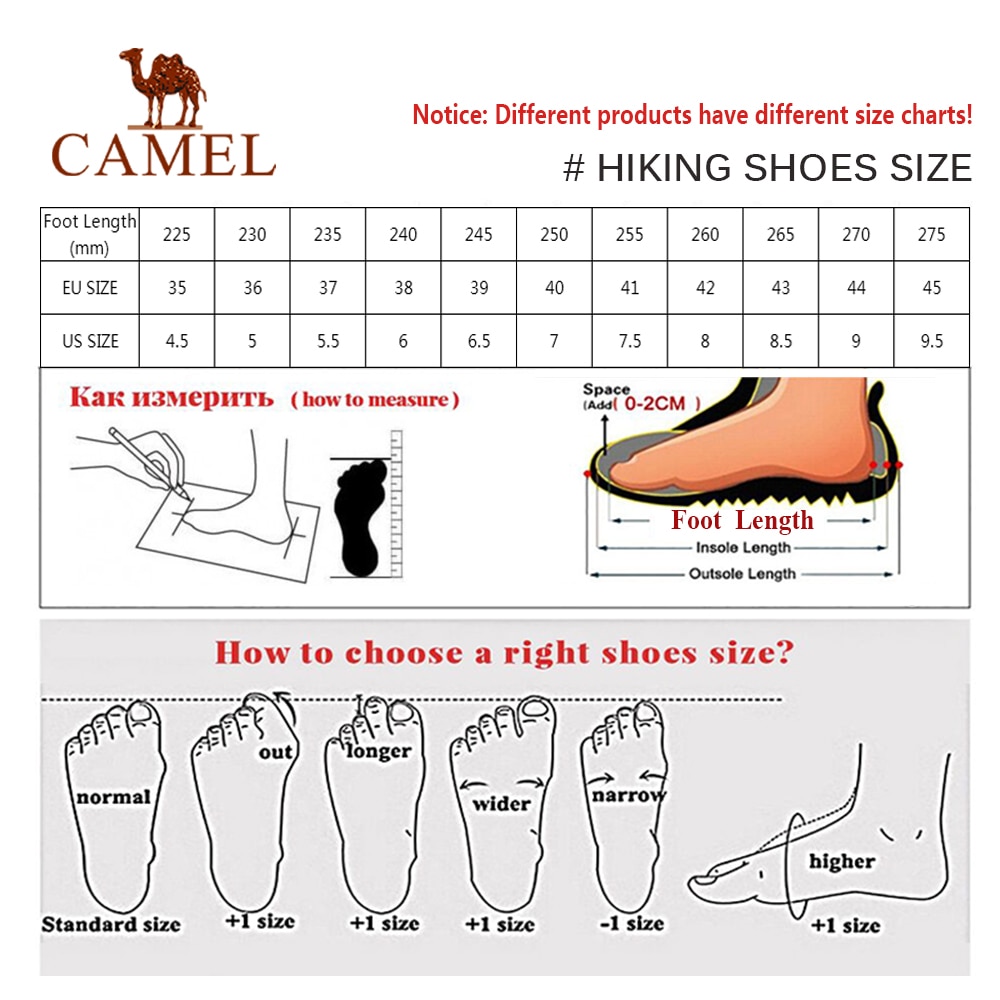 CAMEL
Notice: Different products have different size charts!
# HIKING SHOES SIZE
Foot Length (mm) 225 230 235 240 245 250 255 260 265 270 275
EU SIZE 35 36 37 38 39 40 41 42 43 44 45
US SIZE 4.5 5 5.5 6 6.5 7 7.5 8 8.5 9 9.5
Как измерить ( how to measure )
Space
(Add( 0-2CM )
Foot Length
Insole Length
Outsole Length
How to choose a right shoes size?
normal out longer wider narrow higher
Standard size +1 size +1 size +1 size -1 size +1 size